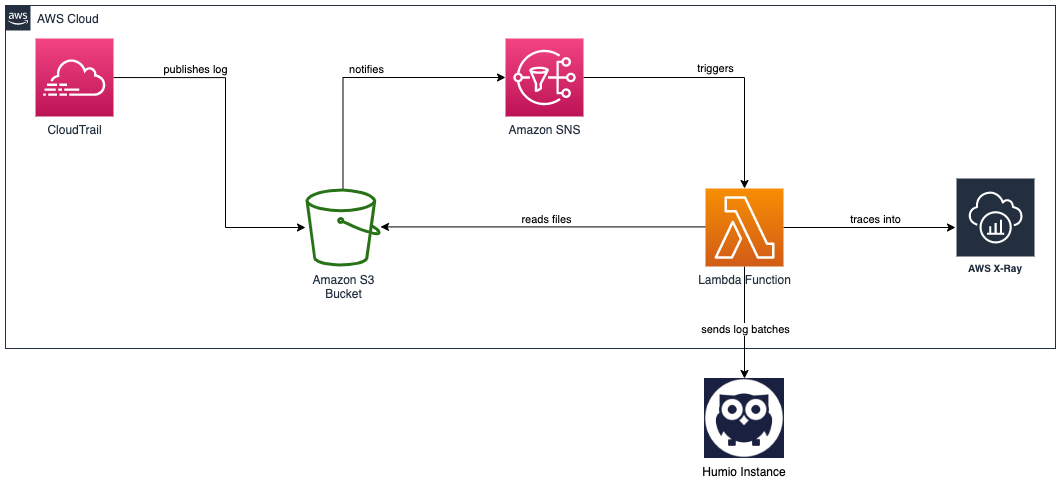 aws
AWS Cloud
publishes log
notifies
triggers
CloudTrail
Amazon SNS
reads files
traces into
Amazon S3
Bucket
Lambda Function
AWS X-Ray
sends log batches
Humio Instance